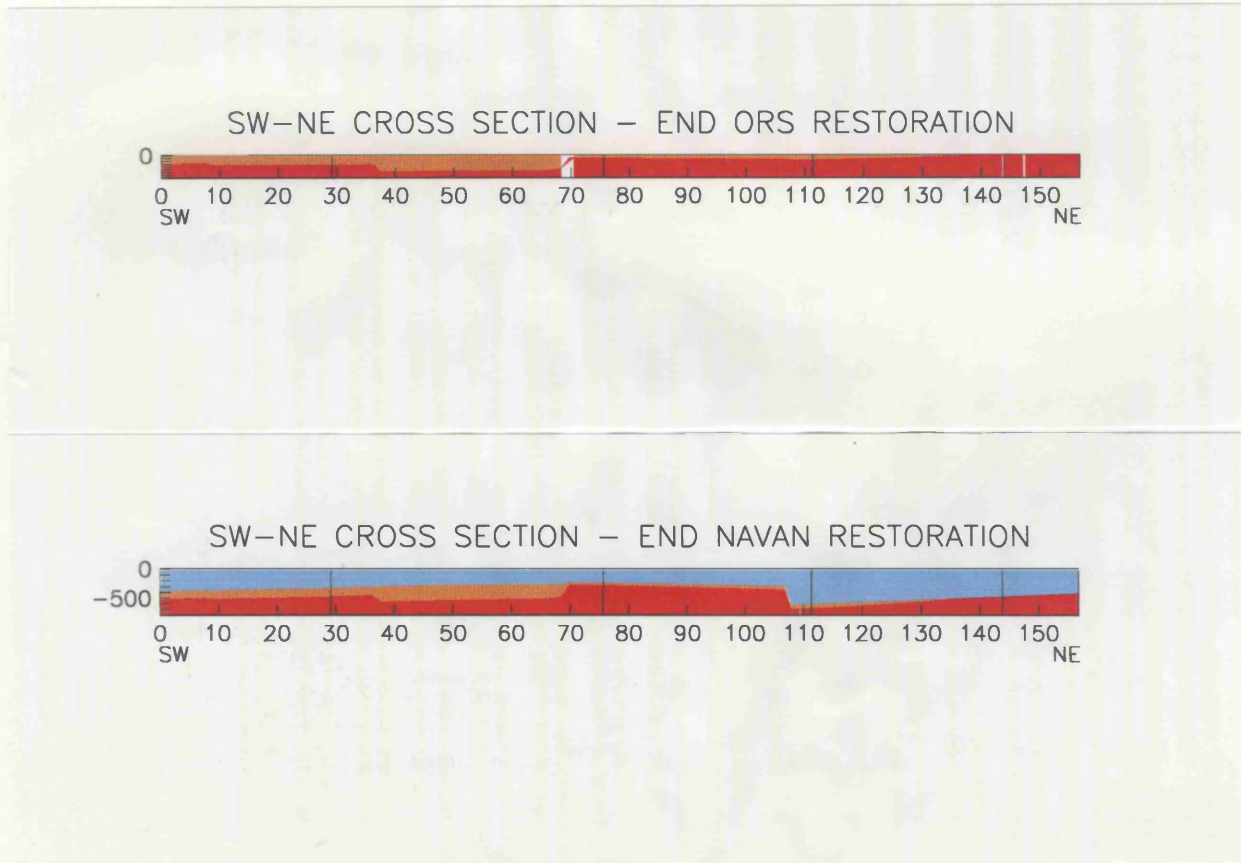 SW-NE CROSS SECTION - END ORS RESTORATION
0
0 10 20 30 40 50 60 70 80 90 100 110 120 130 140 150
SW NE
SW-NE CROSS SECTION - END NAVAN RESTORATION
0
-500
0 10 20 30 40 50 60 70 80 90 100 110 120 130 140 150
SW NE